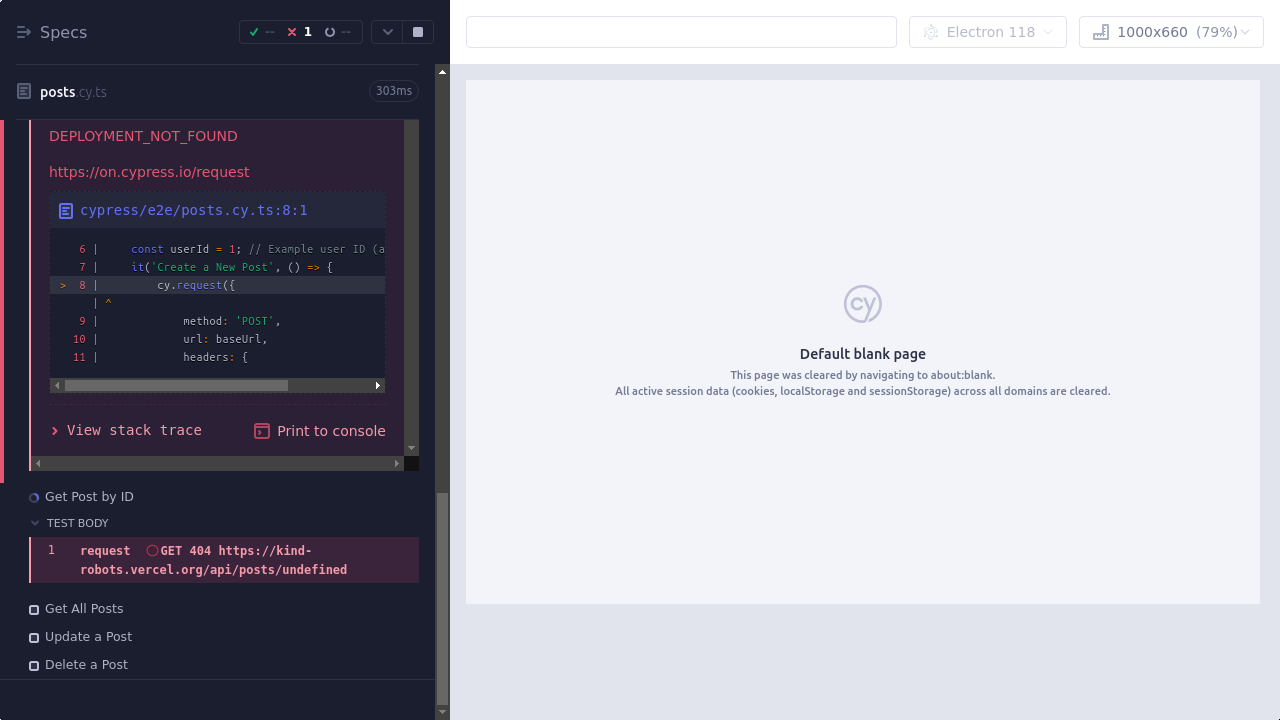 Specs
-- 1 --
Electron 118
1000x660 (79%)
posts.cy.ts
303ms
DEPLOYMENT_NOT_FOUND
https://on.cypress.io/request
cypress/e2e/posts.cy.ts:8:1
6 | const userId = 1; // Example user ID (a
7 | it('Create a New Post', () => {
> 8 | cy.request({
| ^
9 | method: 'POST',
10 | url: baseUrl,
11 | headers: {
View stack trace
Print to console
Get Post by ID
TEST BODY
1 request GET 404 https://kind-
robots.vercel.org/api/posts/undefined
Get All Posts
Update a Post
Delete a Post
cy
Default blank page
This page was cleared by navigating to about:blank.
All active session data (cookies, localStorage and sessionStorage) across all domains are cleared.